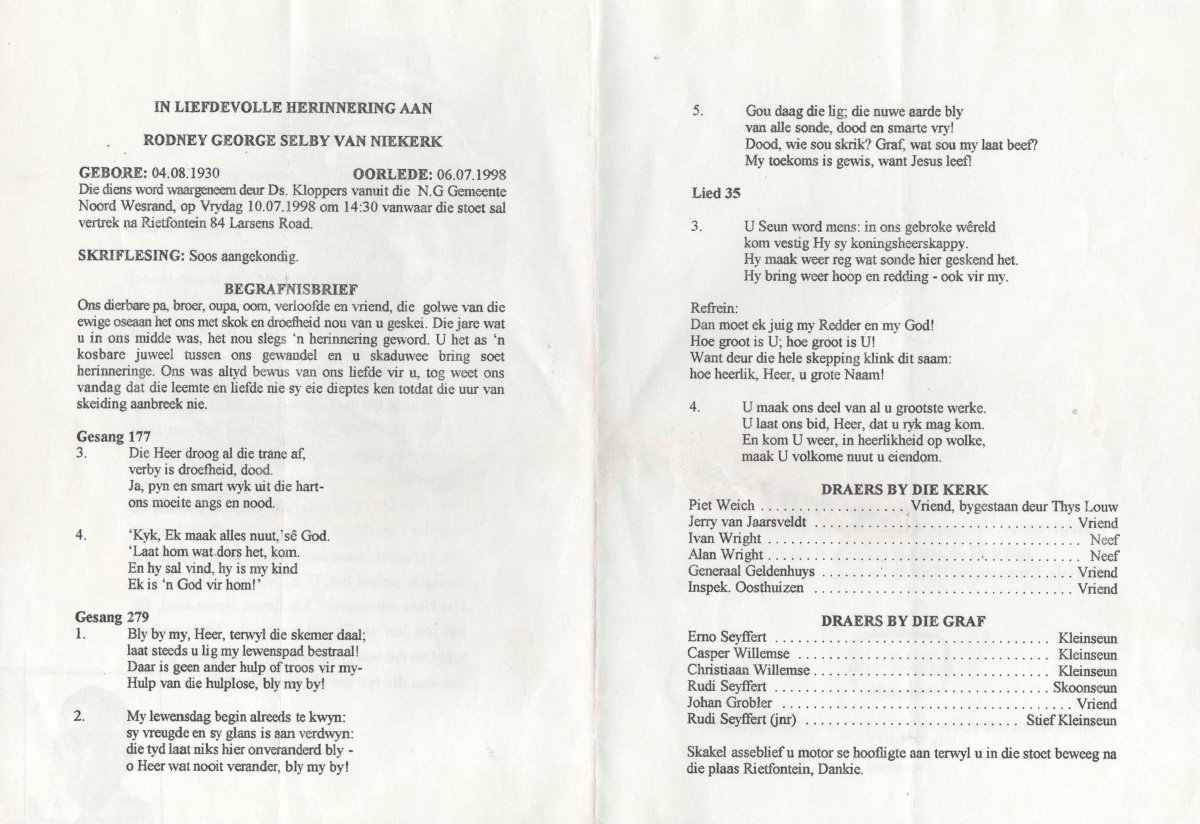 IN LIEFDEVOLLE HERINNERING AAN
RODNEY GEORGE SELBY VAN NIEKERK
GEBORE: 04.08.1930 OORLEDE: 06.07.1998
Die diens word waargeneem deur Ds. Kloppers vanuit die N.G Gemeente
Noord Wesrand, op Vrydag 10.07.1998 om 14:30 vanwaar die stoet sal
vertrek na Rietfontein 84 Larsens Road.
SKRIFLESING: Soos aangekondig.
BEGRAFNISBRIEF
Ons dierbare pa, broer, oupa, oom, verloofde en vriend, die golwe van die
ewige oseaan het ons met skok en droefheid nou van u geskei. Die jare wat
u in ons midde was, het nou slegs 'n herinnering geword. U het as 'n
kosbare juweel tussen ons gewandel en u skaduwee bring soet
herinneringe. Ons was altyd bewus van ons liefde vir u, tog weet ons
vandag dat die leemte en liefde nie sy eie dieptes ken totdat die uur van
skeiding aanbreek nie.
Gesang 177
3. Die Heer droog al die trane af,
verby is droefheid, dood.
Ja, pyn en smart wyk uit die hart-
ons moeite angs en nood.
4. 'Kyk, Ek maak alles nuut,'sê God.
'Laat hom wat dors het, kom.
En hy sal vind, hy is my kind
Ek is 'n God vir hom!'
Gesang 279
1. Bly by my, Heer, terwyl die skemer daal;
laat steeds u lig my lewenspad bestraal!
Daar is geen ander hulp of troos vir my-
Hulp van die hulplose, bly my by!
2. My lewensdag begin alreeds te kwyn:
sy vreugde en sy glans is aan verdwyn:
die tyd laat niks hier onveranderd bly -
o Heer wat nooit verander, bly my by!
5. Gou daag die lig; die nuwe aarde bly
van alle sonde, dood en smarte vry!
Dood, wie sou skrik? Graf, wat sou my laat beef?
My toekoms is gewis, want Jesus leef!
Lied 35
3. U Seun word mens: in ons gebroke wêreld
kom vestig Hy sy koningsheerskappy.
Hy maak weer reg wat sonde hier geskend het.
Hy bring weer hoop en redding - ook vir my.
Refrein:
Dan moet ek juig my Redder en my God!
Hoe groot is U; hoe groot is U!
Want deur die hele skepping klink dit saam:
hoe heerlik, Heer, u grote Naam!
4. U maak ons deel van al u grootste werke.
U laat ons bid, Heer, dat u ryk mag kom.
En kom U weer, in heerlikheid op wolke,
maak U volkome nuut u eiendom.
DRAERS BY DIE KERK
Piet Weich . . . . . . . . . . . . . . . . . . . Vriend, bygestaan deur Thys Louw
Jerry van Jaarsveldt . . . . . . . . . . . . . . . . . . . . . . . . . . . . . . . . . . Vriend
Ivan Wright . . . . . . . . . . . . . . . . . . . . . . . . . . . . . . . . . . . . . . . . . Neef
Alan Wright . . . . . . . . . . . . . . . . . . . . . . . . . . . . . . . . . . . . . . . . . Neef
Generaal Geldenhuys . . . . . . . . . . . . . . . . . . . . . . . . . . . . . . . . . Vriend
Inspek. Oosthuizen . . . . . . . . . . . . . . . . . . . . . . . . . . . . . . . . . . Vriend
DRAERS BY DIE GRAF
Erno Seyffert . . . . . . . . . . . . . . . . . . . . . . . . . . . . . . . . . . . . Kleinseun
Casper Willemse . . . . . . . . . . . . . . . . . . . . . . . . . . . . . . . . . Kleinseun
Christiaan Willemse . . . . . . . . . . . . . . . . . . . . . . . . . . . . . . . Kleinseun
Rudi Seyffert . . . . . . . . . . . . . . . . . . . . . . . . . . . . . . . . . . . . Skoonseun
Johan Grobler . . . . . . . . . . . . . . . . . . . . . . . . . . . . . . . . . . . . . . . Vriend
Rudi Seyffert (jnr) . . . . . . . . . . . . . . . . . . . . . . . . . . . . Stief Kleinseun
Skakel asseblief u motor se hoofligte aan terwyl u in die stoet beweeg na
die plaas Rietfontein, Dankie.